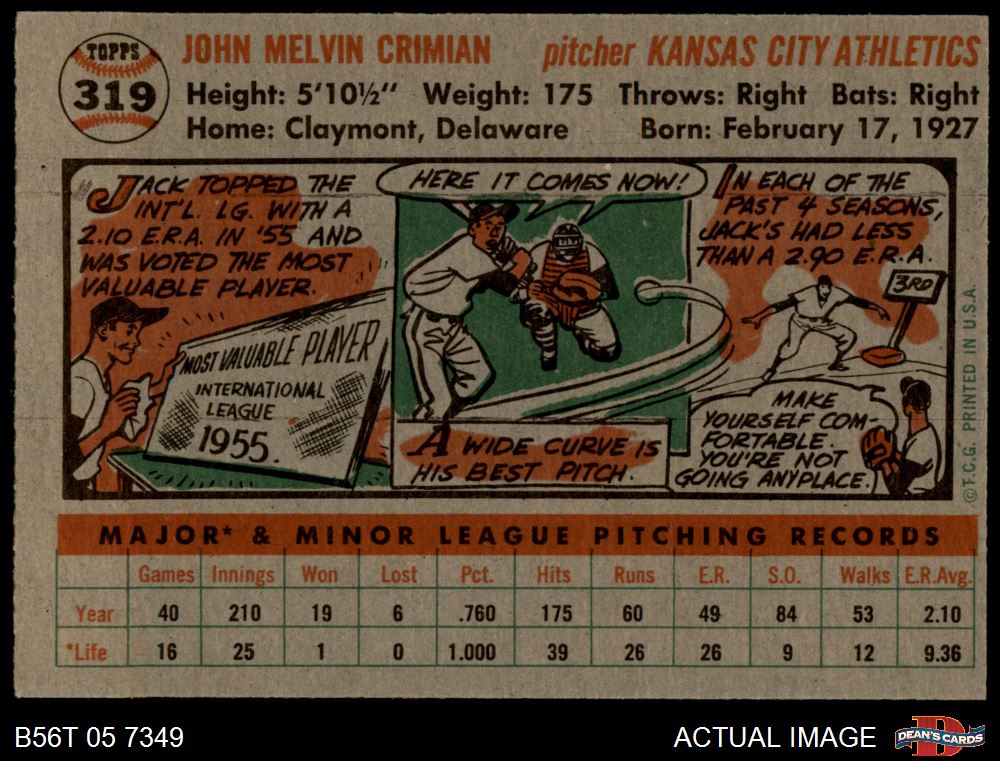 TOPPS
319
JOHN MELVIN CRIMIAN pitcher KANSAS CITY ATHLETICS
Height: 5'10½" Weight: 175 Throws: Right Bats: Right
Home: Claymont, Delaware Born: February 17, 1927
JACK TOPPED THE
INT'L. LG. WITH A
2.10 E.R.A. IN '55 AND
WAS VOTED THE MOST
VALUABLE PLAYER.
MOST VALUABLE PLAYER
INTERNATIONAL
LEAGUE
1955.
HERE IT COMES NOW!
A WIDE CURVE IS
HIS BEST PITCH.
IN EACH OF THE
PAST 4 SEASONS,
JACK'S HAD LESS
THAN A 2.90 E.R.A.
3RD
MAKE
YOURSELF COM-
FORTABLE.
YOU'RE NOT
GOING ANYPLACE.
©T.C.G. PRINTED IN U.S.A.
MAJOR* & MINOR LEAGUE PITCHING RECORDS
Games Innings Won Lost Pct. Hits Runs E.R. S.O. Walks E.R.Avg.
Year 40 210 19 6 .760 175 60 49 84 53 2.10
*Life 16 25 1 0 1.000 39 26 26 9 12 9.36
B56T 05 7349
ACTUAL IMAGE
DEAN'S CARDS